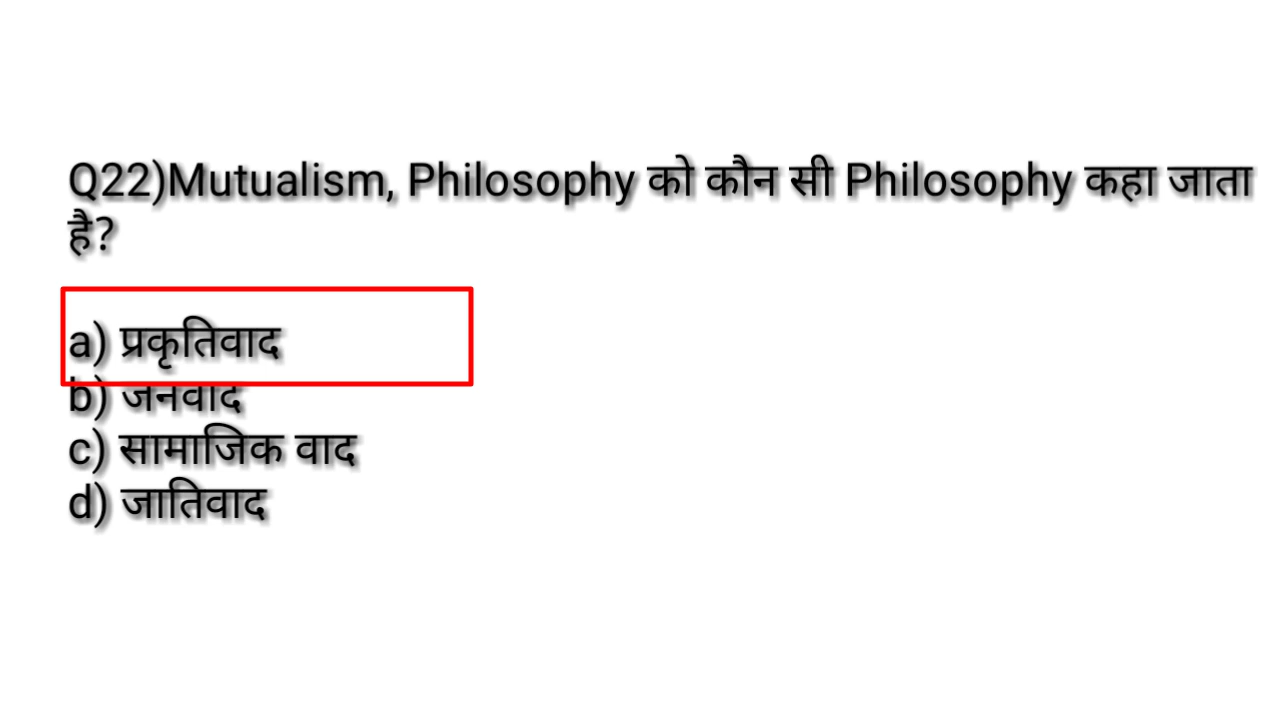 Q22)Mutualism, Philosophy को कौन सी Philosophy कहा जाता
है?
a) प्रकृतिवाद
b) जनवाद
c) सामाजिक वाद
d) जातिवाद